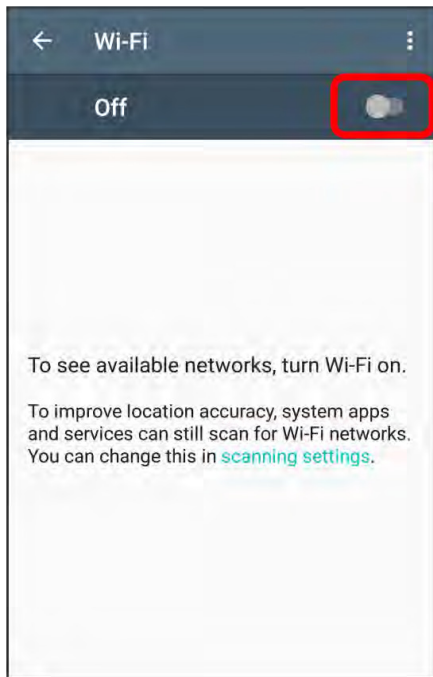 Wi-Fi
Off
To see available networks, turn Wi-Fi on.
To improve location accuracy, system apps
and services can still scan for Wi-Fi networks.
You can change this in scanning settings.